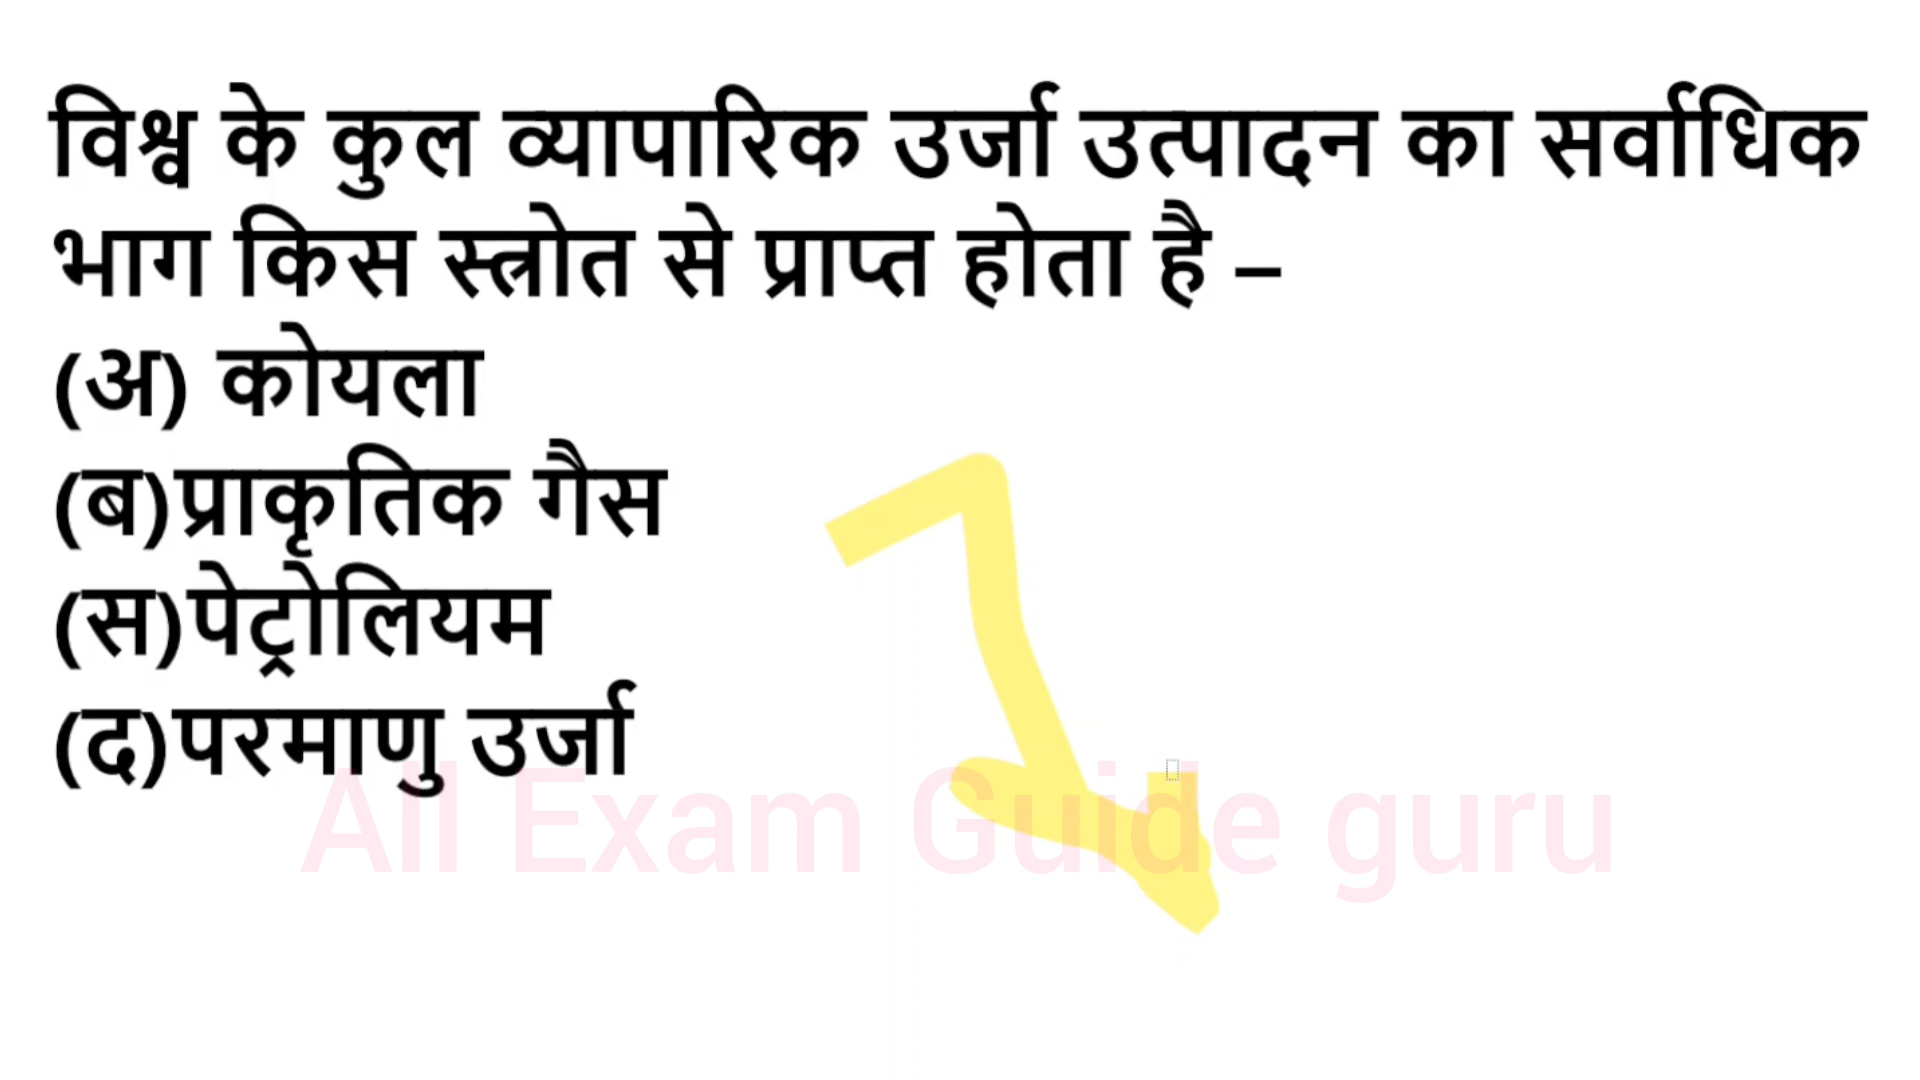 विश्व के कुल व्यापारिक उर्जा उत्पादन का सर्वाधिक
भाग किस स्त्रोत से प्राप्त होता है –
(अ) कोयला
(ब)प्राकृतिक गैस
(स)पेट्रोलियम
(द)परमाणु उर्जा
All Exam Guide guru